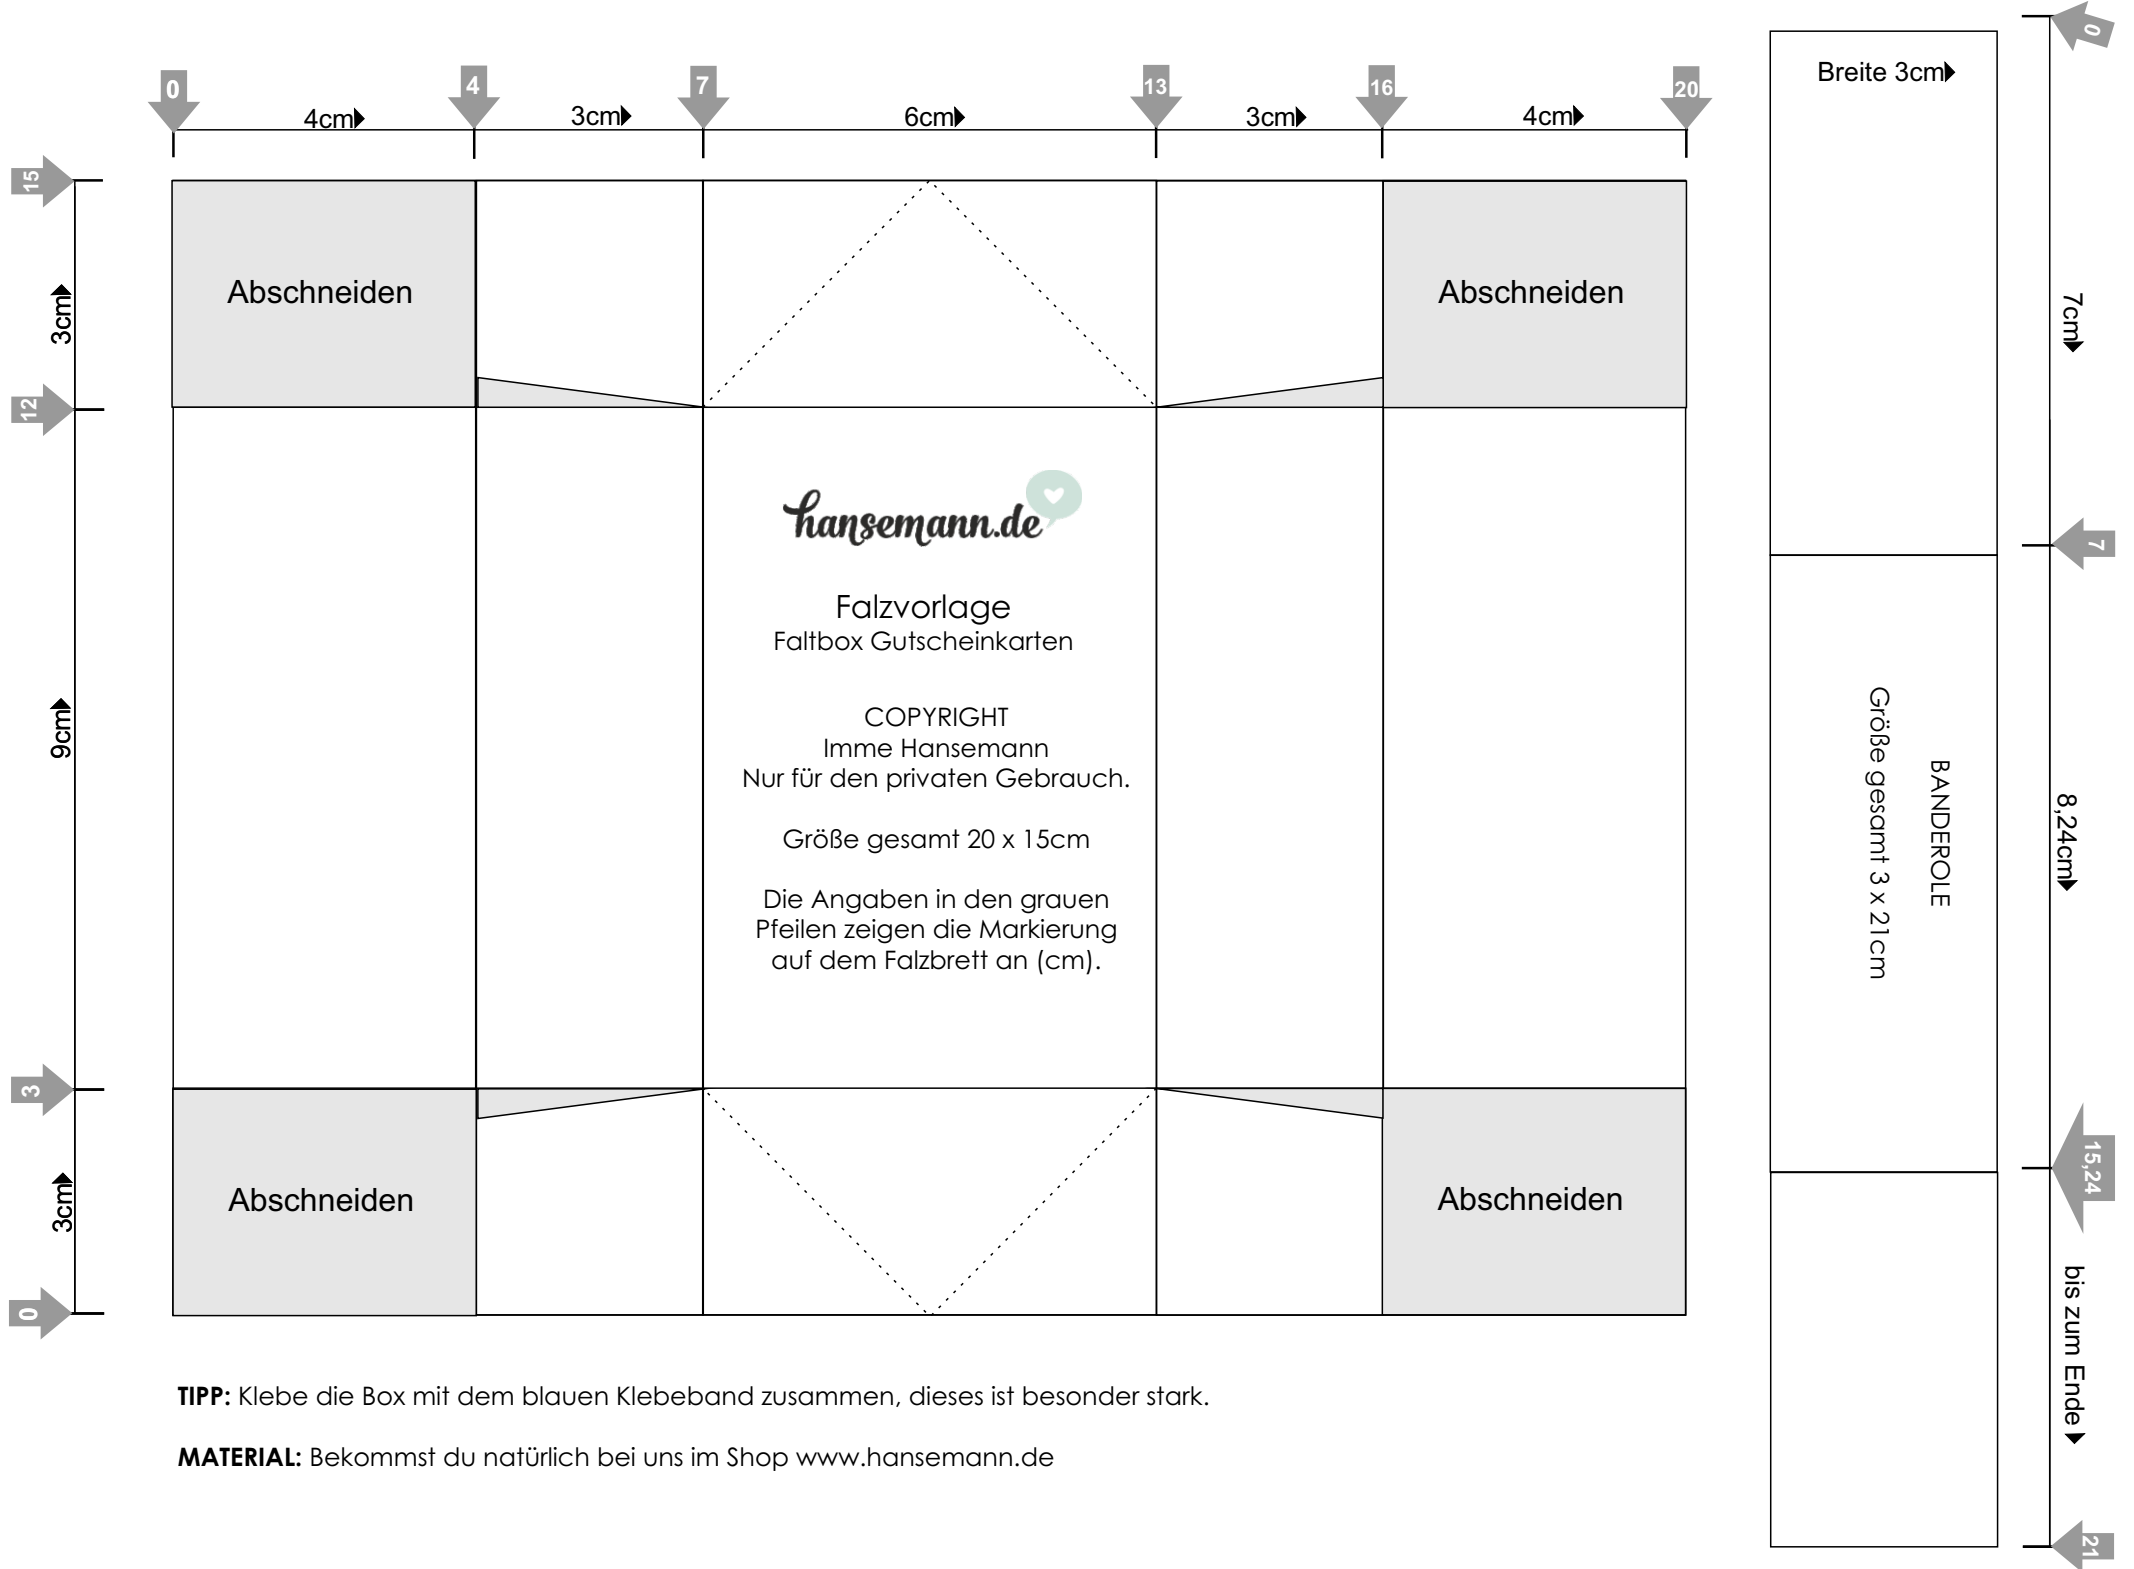 0
4
7
13
16
20
4cm
3cm
6cm
3cm
4cm
15
3cm
12
9cm
3
3cm
0
Abschneiden
Abschneiden
hansemann.de
Falzvorlage
Faltbox Gutscheinkarten
COPYRIGHT
Imme Hansemann
Nur für den privaten Gebrauch.
Größe gesamt 20 x 15cm
Die Angaben in den grauen
Pfeilen zeigen die Markierung
auf dem Falzbrett an (cm).
Abschneiden
Abschneiden
TIPP: Klebe die Box mit dem blauen Klebeband zusammen, dieses ist besonder stark.
MATERIAL: Bekommst du natürlich bei uns im Shop www.hansemann.de
Breite 3cm
BANDEROLE
Größe gesamt 3 x 21cm
0
7cm
7
8,24cm
15,24
bis zum Ende
21